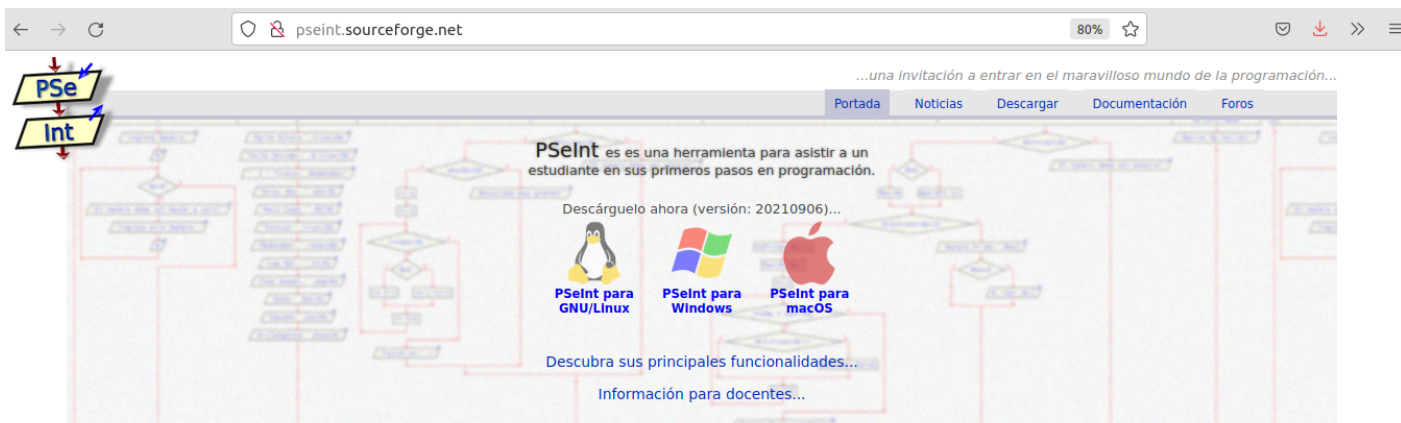 pseint.sourceforge.net
80%
PSe
Int
...una invitación a entrar en el maravilloso mundo de la programación...
Portada Noticias Descargar Documentación Foros
PSeInt es es una herramienta para asistir a un
estudiante en sus primeros pasos en programación.
Descárguelo ahora (versión: 20210906)...
PSeInt para
GNU/Linux
PSeInt para
Windows
PSeInt para
macOS
Descubra sus principales funcionalidades...
Información para docentes...